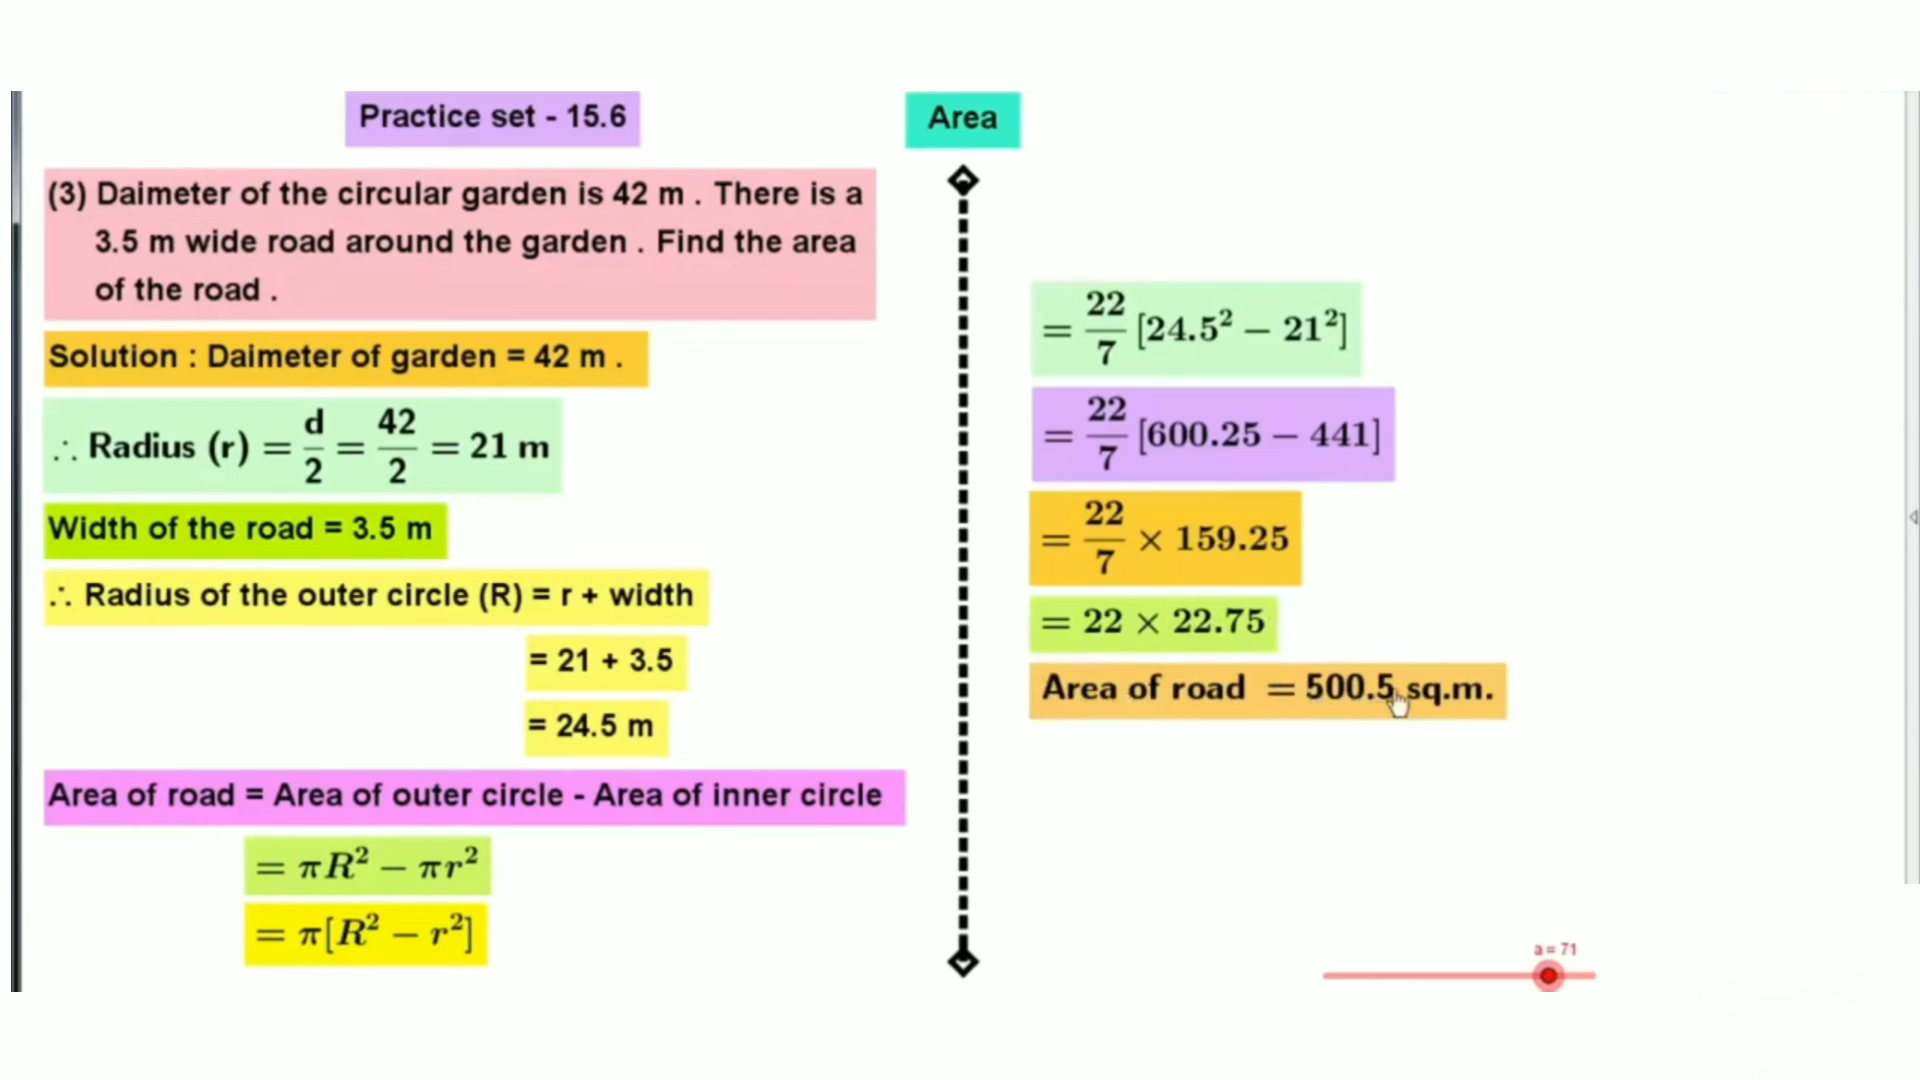 Practice set - 15.6
Area
(3) Daimeter of the circular garden is 42 m . There is a
3.5 m wide road around the garden . Find the area
of the road .
Solution : Daimeter of garden = 42 m .
∴ Radius (r) = d/2 = 42/2 = 21 m
Width of the road = 3.5 m
∴ Radius of the outer circle (R) = r + width
= 21 + 3.5
= 24.5 m
Area of road = Area of outer circle - Area of inner circle
= πR² − πr²
= π[R² − r²]
= 22/7 [24.5² − 21²]
= 22/7 [600.25 − 441]
= 22/7 × 159.25
= 22 × 22.75
Area of road = 500.5 sq.m.
a = 71